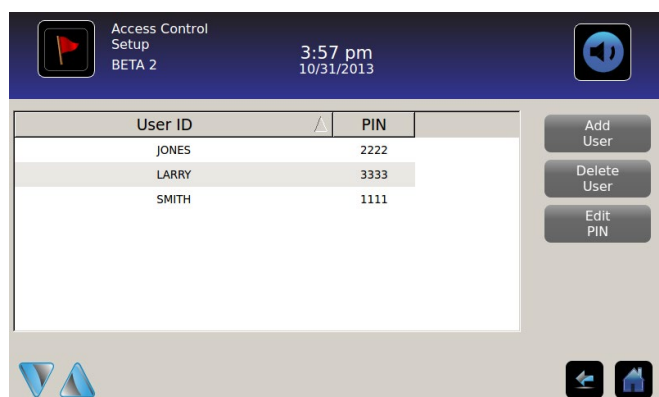 Access Control
Setup
BETA 2
3:57 pm
10/31/2013
User ID PIN
JONES 2222
LARRY 3333
SMITH 1111
Add
User
Delete
User
Edit
PIN